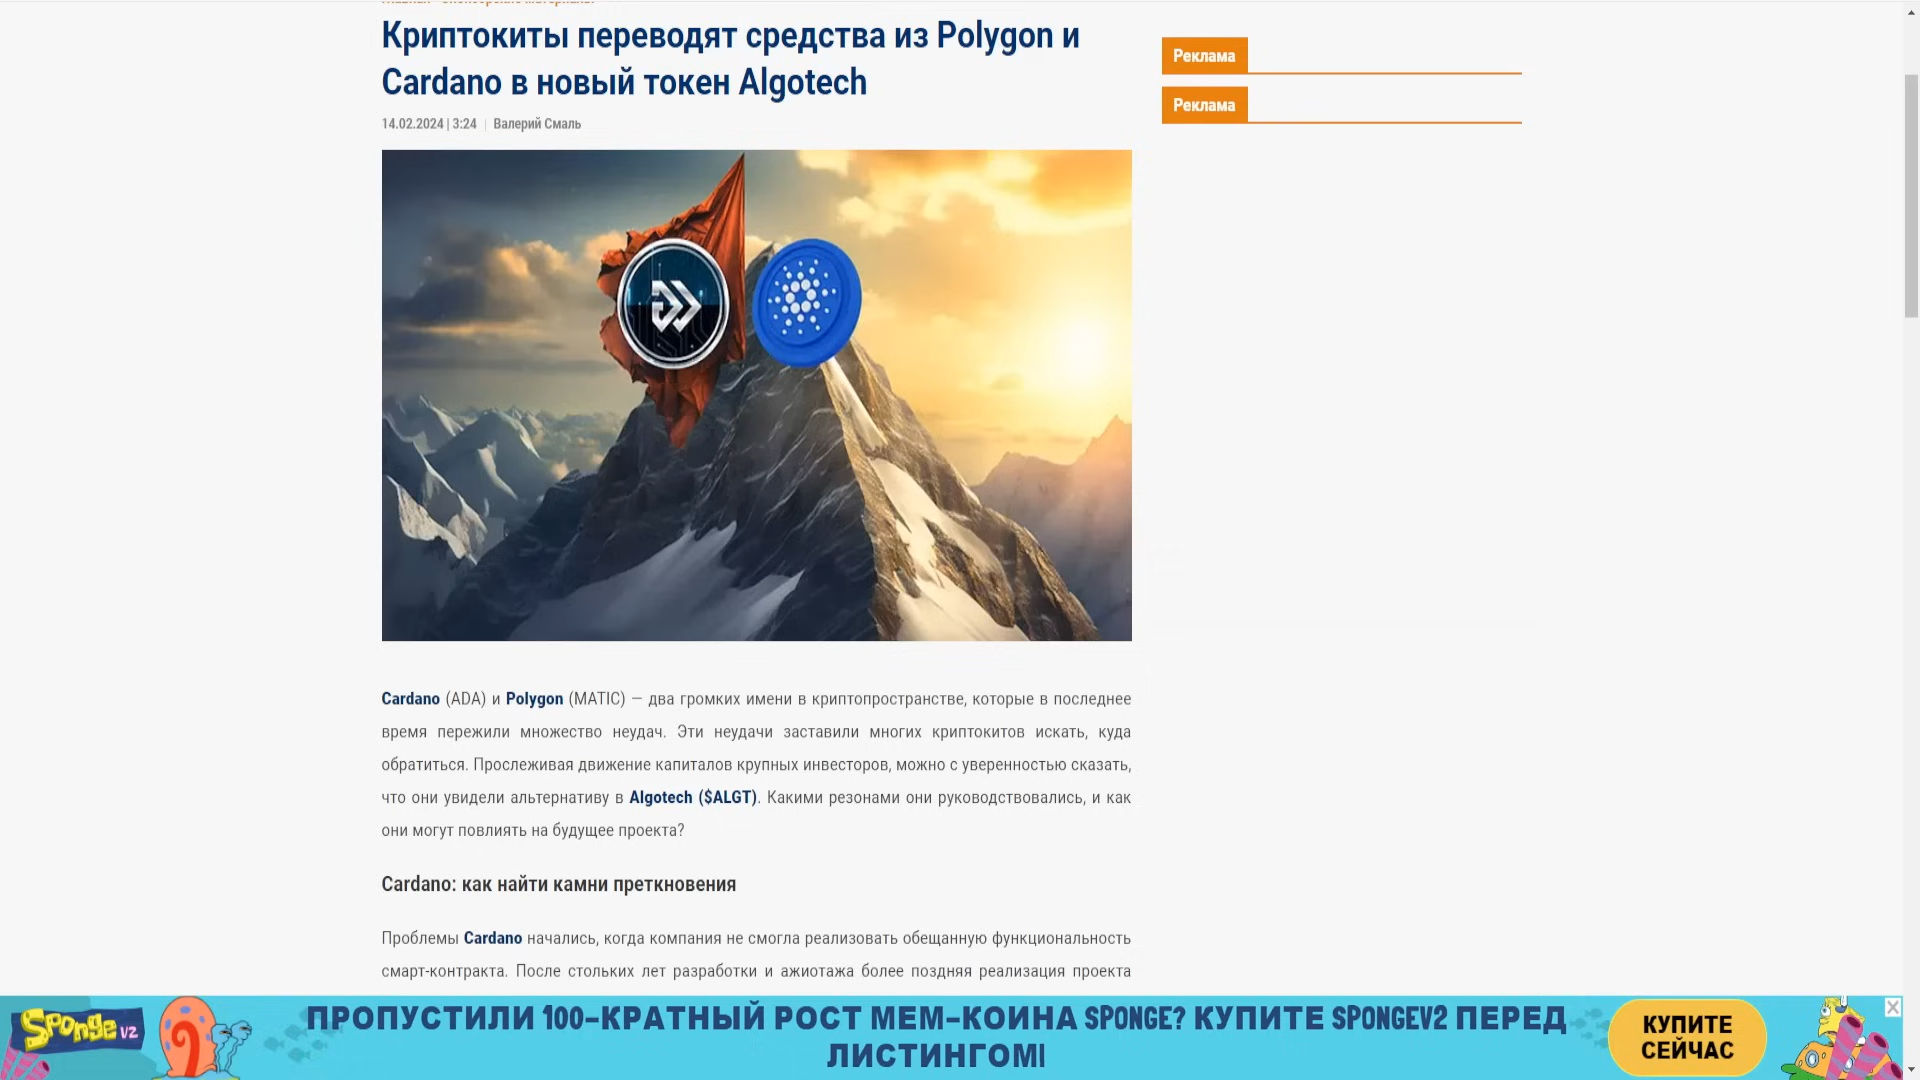 Криптокиты переводят средства из Polygon и
Cardano в новый токен Algotech
14.02.2024 | 3:24 | Валерий Смаль
Реклама
Реклама
Cardano (ADA) и Polygon (MATIC) — два громких имени в криптопространстве, которые в последнее
время пережили множество неудач. Эти неудачи заставили многих криптокитов искать, куда
обратиться. Прослеживая движение капиталов крупных инвесторов, можно с уверенностью сказать,
что они увидели альтернативу в Algotech ($ALGT). Какими резонами они руководствовались, и как
они могут повлиять на будущее проекта?
Cardano: как найти камни преткновения
Проблемы Cardano начались, когда компания не смогла реализовать обещанную функциональность
смарт-контракта. После стольких лет разработки и ажиотажа более поздняя реализация проекта
Sponge V2
ПРОПУСТИЛИ 100-КРАТНЫЙ РОСТ МЕМ-КОИНА SPONGE? КУПИТЕ SPONGEV2 ПЕРЕД
ЛИСТИНГОМ!
КУПИТЕ
СЕЙЧАС